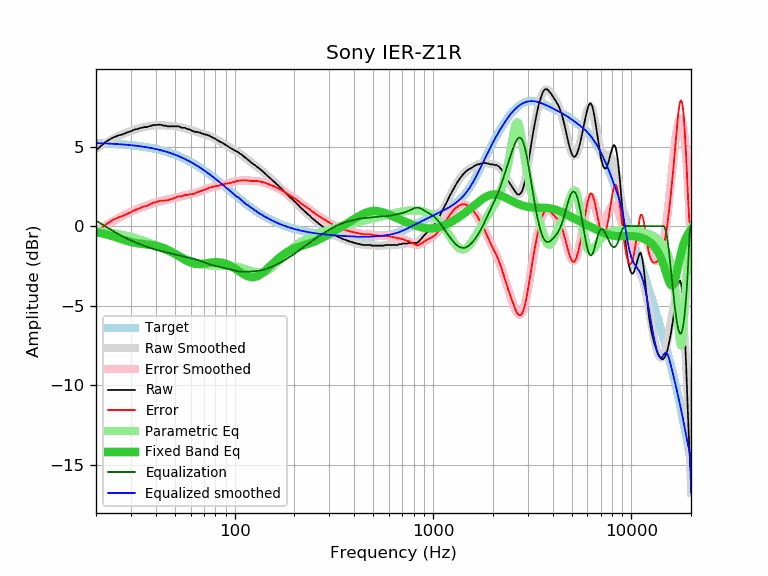 Sony IER-Z1R
Amplitude (dBr)
5
0
−5
−10
−15
Target
Raw Smoothed
Error Smoothed
Raw
Error
Parametric Eq
Fixed Band Eq
Equalization
Equalized smoothed
100
1000
10000
Frequency (Hz)